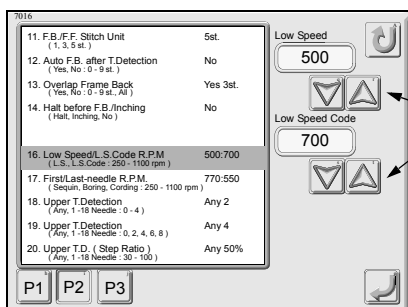 7016
11. F.B./F.F. Stitch Unit 5st.
( 1, 3, 5 st. )
12. Auto F.B. after T.Detection No
( Yes, No : 0 - 9 st. )
13. Overlap Frame Back Yes 3st.
( Yes, No : 0 - 9 st., All )
14. Halt before F.B./Inching No
( Halt, Inching, No )
16. Low Speed/L.S.Code R.P.M 500:700
( L.S., L.S.Code : 250 - 1100 rpm )
17. First/Last-needle R.P.M. 770:550
( Sequin, Boring, Cording : 250 - 1100 rpm )
18. Upper T.Detection Any 2
( Any, 1 -18 Needle : 0 - 4 )
19. Upper T.Detection Any 4
( Any, 1 -18 Needle : 0, 2, 4, 6, 8 )
20. Upper T.D. ( Step Ratio ) Any 50%
( Any, 1 -18 Needle : 30 - 100 )
Low Speed
500
Low Speed Code
700
P1 P2 P3